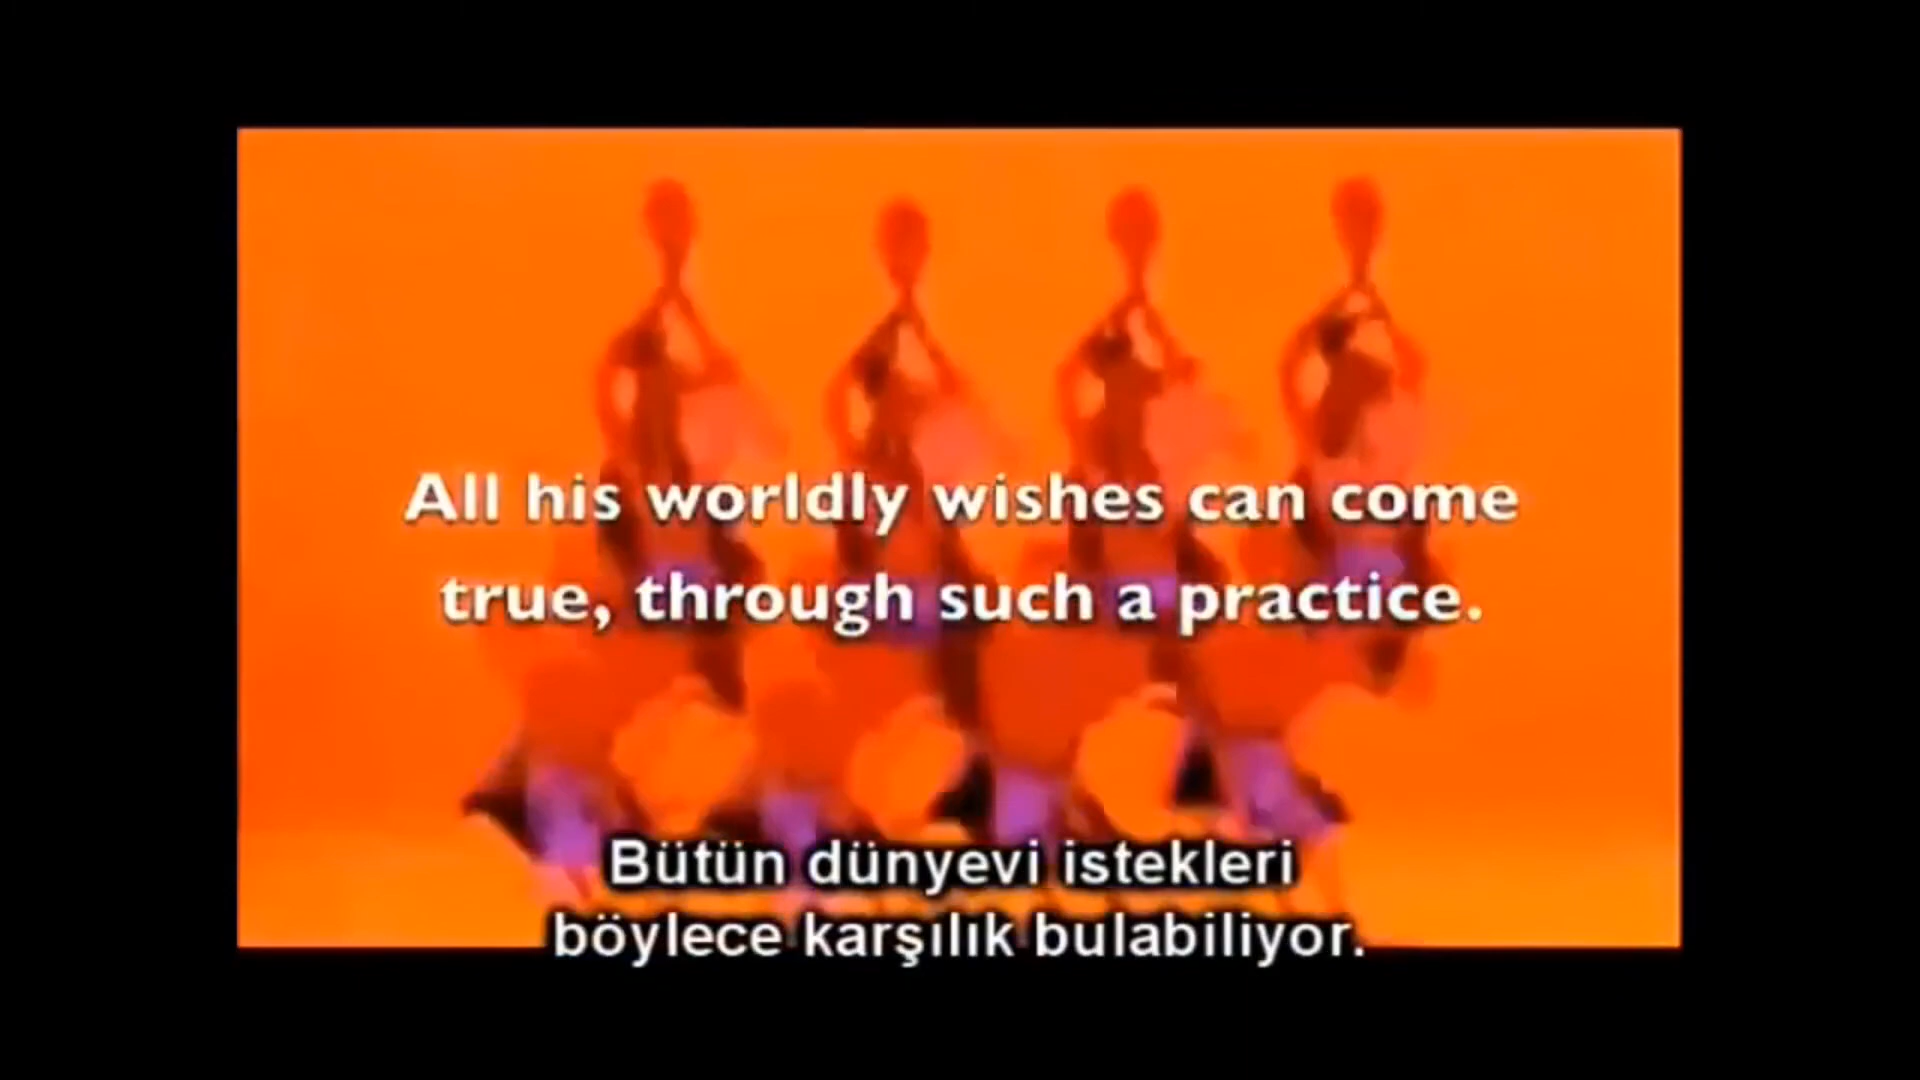 All his worldly wishes can come
true, through such a practice.
Bütün dünyevi istekleri
böylece karşılık bulabiliyor.